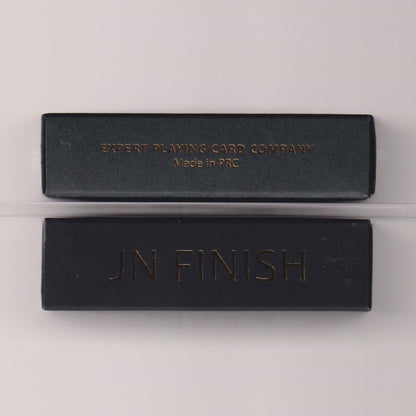 EXPERT PLAYING CARD COMPANY
Made in PRC
JN FINISH